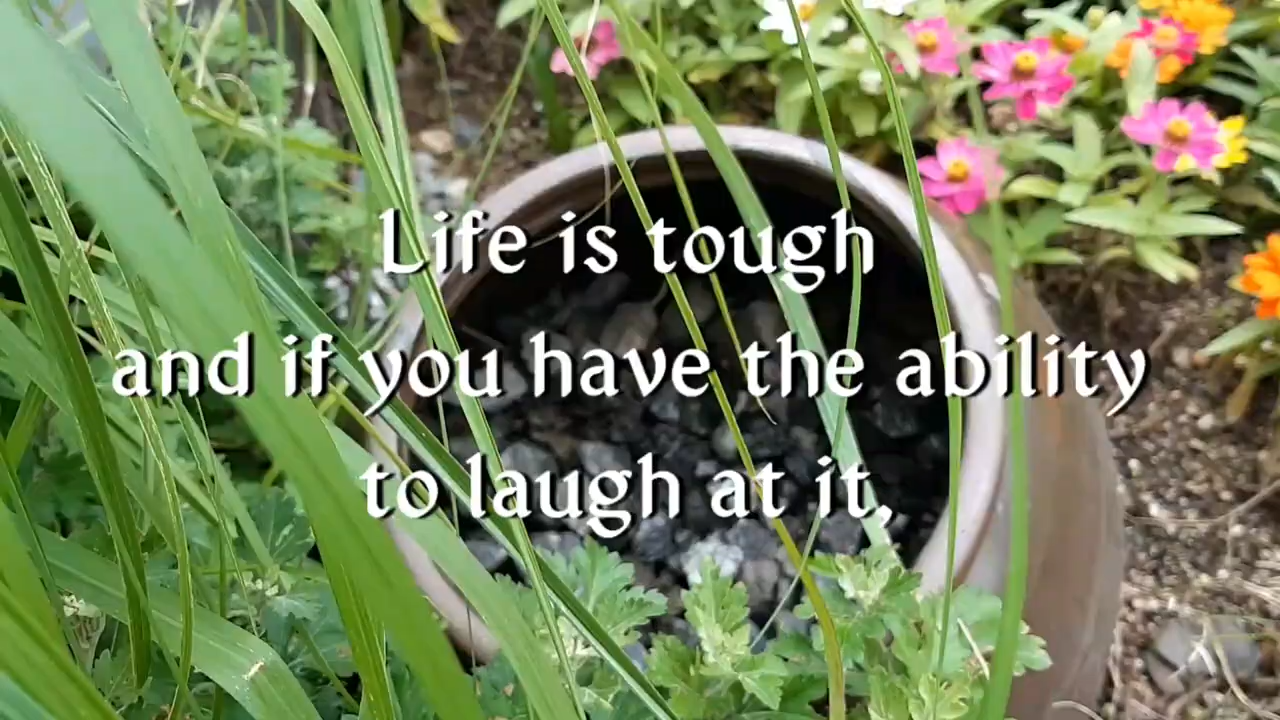 Life is tough
and if you have the ability
to laugh at it,